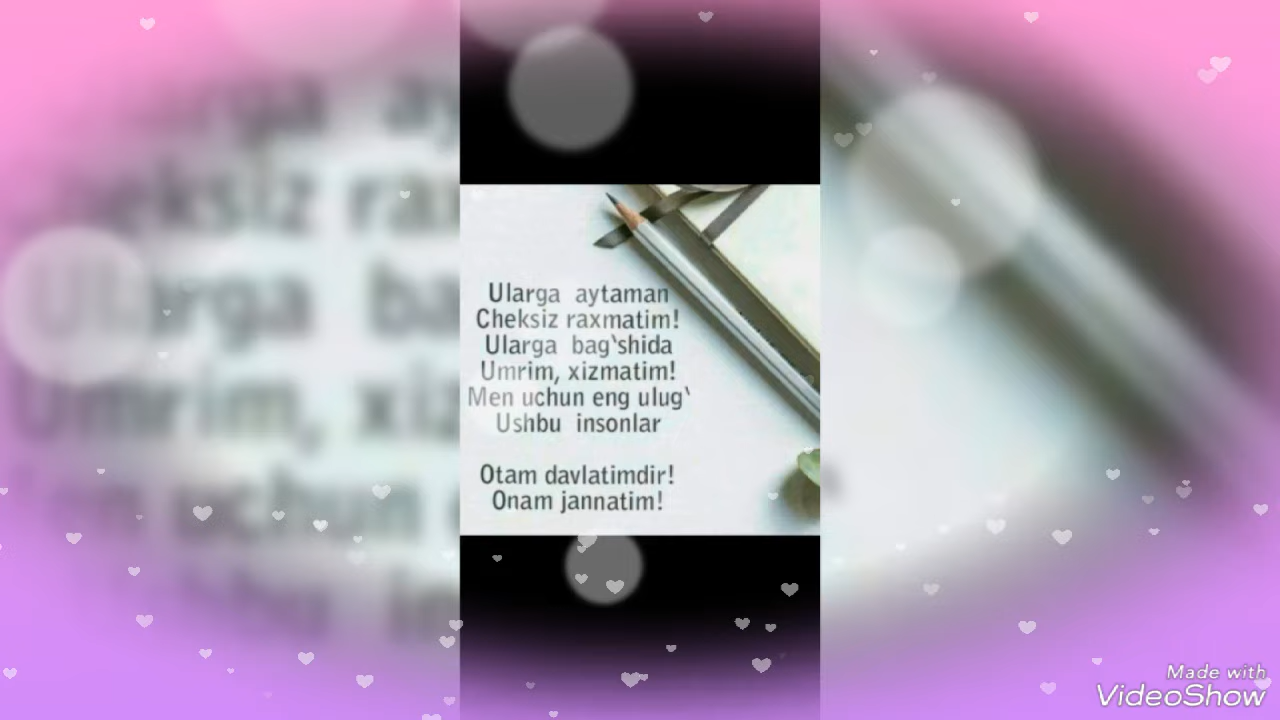 Ularga aytaman
Cheksiz raxmatim!
Ularga bag‛shida
Umrim, xizmatim!
Men uchun eng ulug‛
Ushbu insonlar
Otam davlatimdir!
Onam jannatim!
Made with
VideoShow